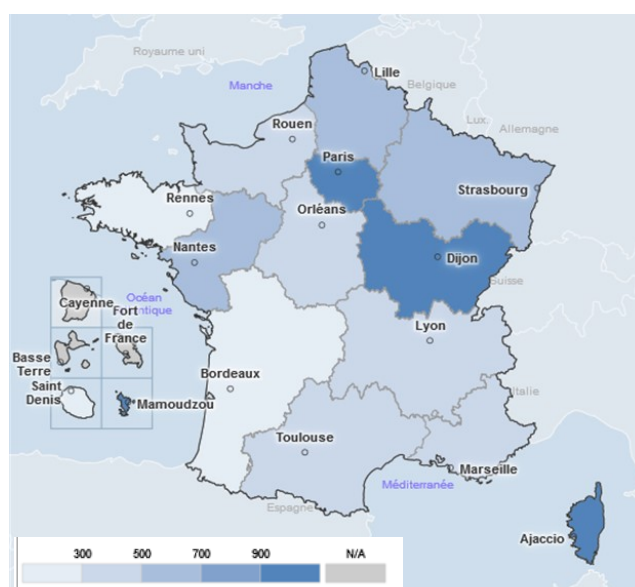 Royaume uni
Lille
Manche
Belgique
Rouen
Lux.
Allemagne
Paris
Strasbourg
Rennes
Orléans
Nantes
Dijon
Suisse
Cayenne
Océan
ntique
Fort
de
France
Lyon
Basse
Terre
Saint
Denis
Bordeaux
Mamoudzou
Italie
Toulouse
Marseille
Méditerranée
Espagne
Ajaccio
300 500 700 900 N/A